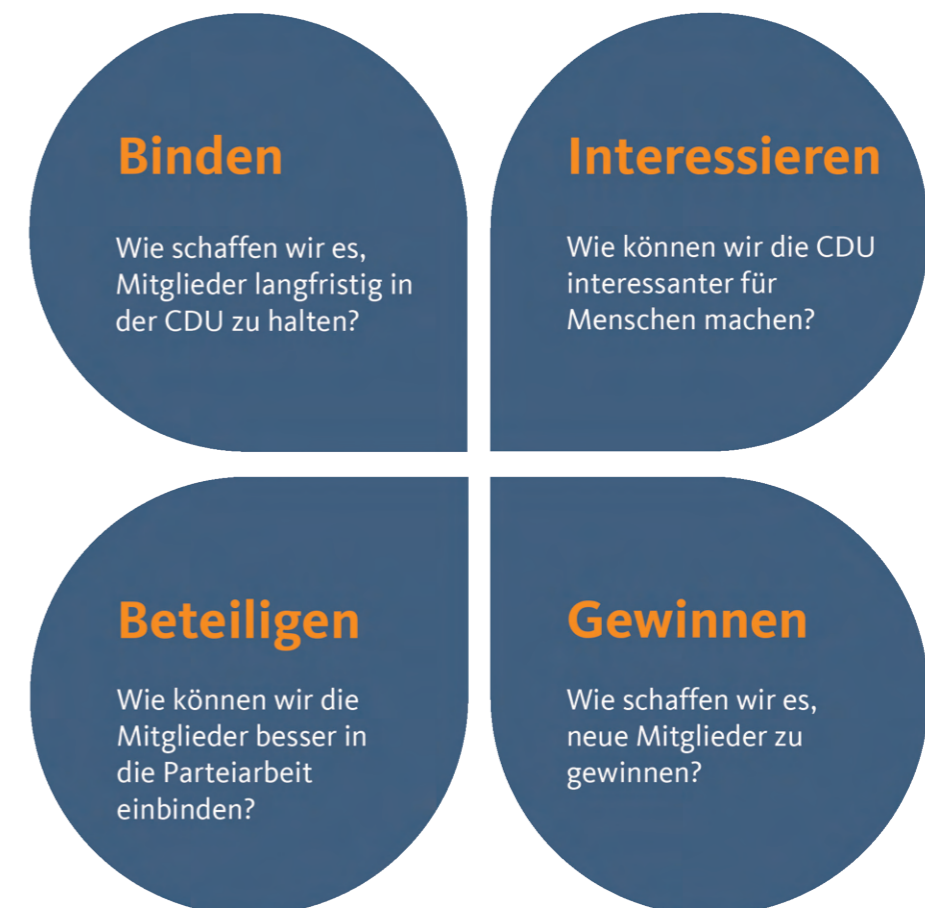 Binden
Wie schaffen wir es,
Mitglieder langfristig in
der CDU zu halten?
Interessieren
Wie können wir die CDU
interessanter für
Menschen machen?
Beteiligen
Wie können wir die
Mitglieder besser in
die Parteiarbeit
einbinden?
Gewinnen
Wie schaffen wir es,
neue Mitglieder zu
gewinnen?